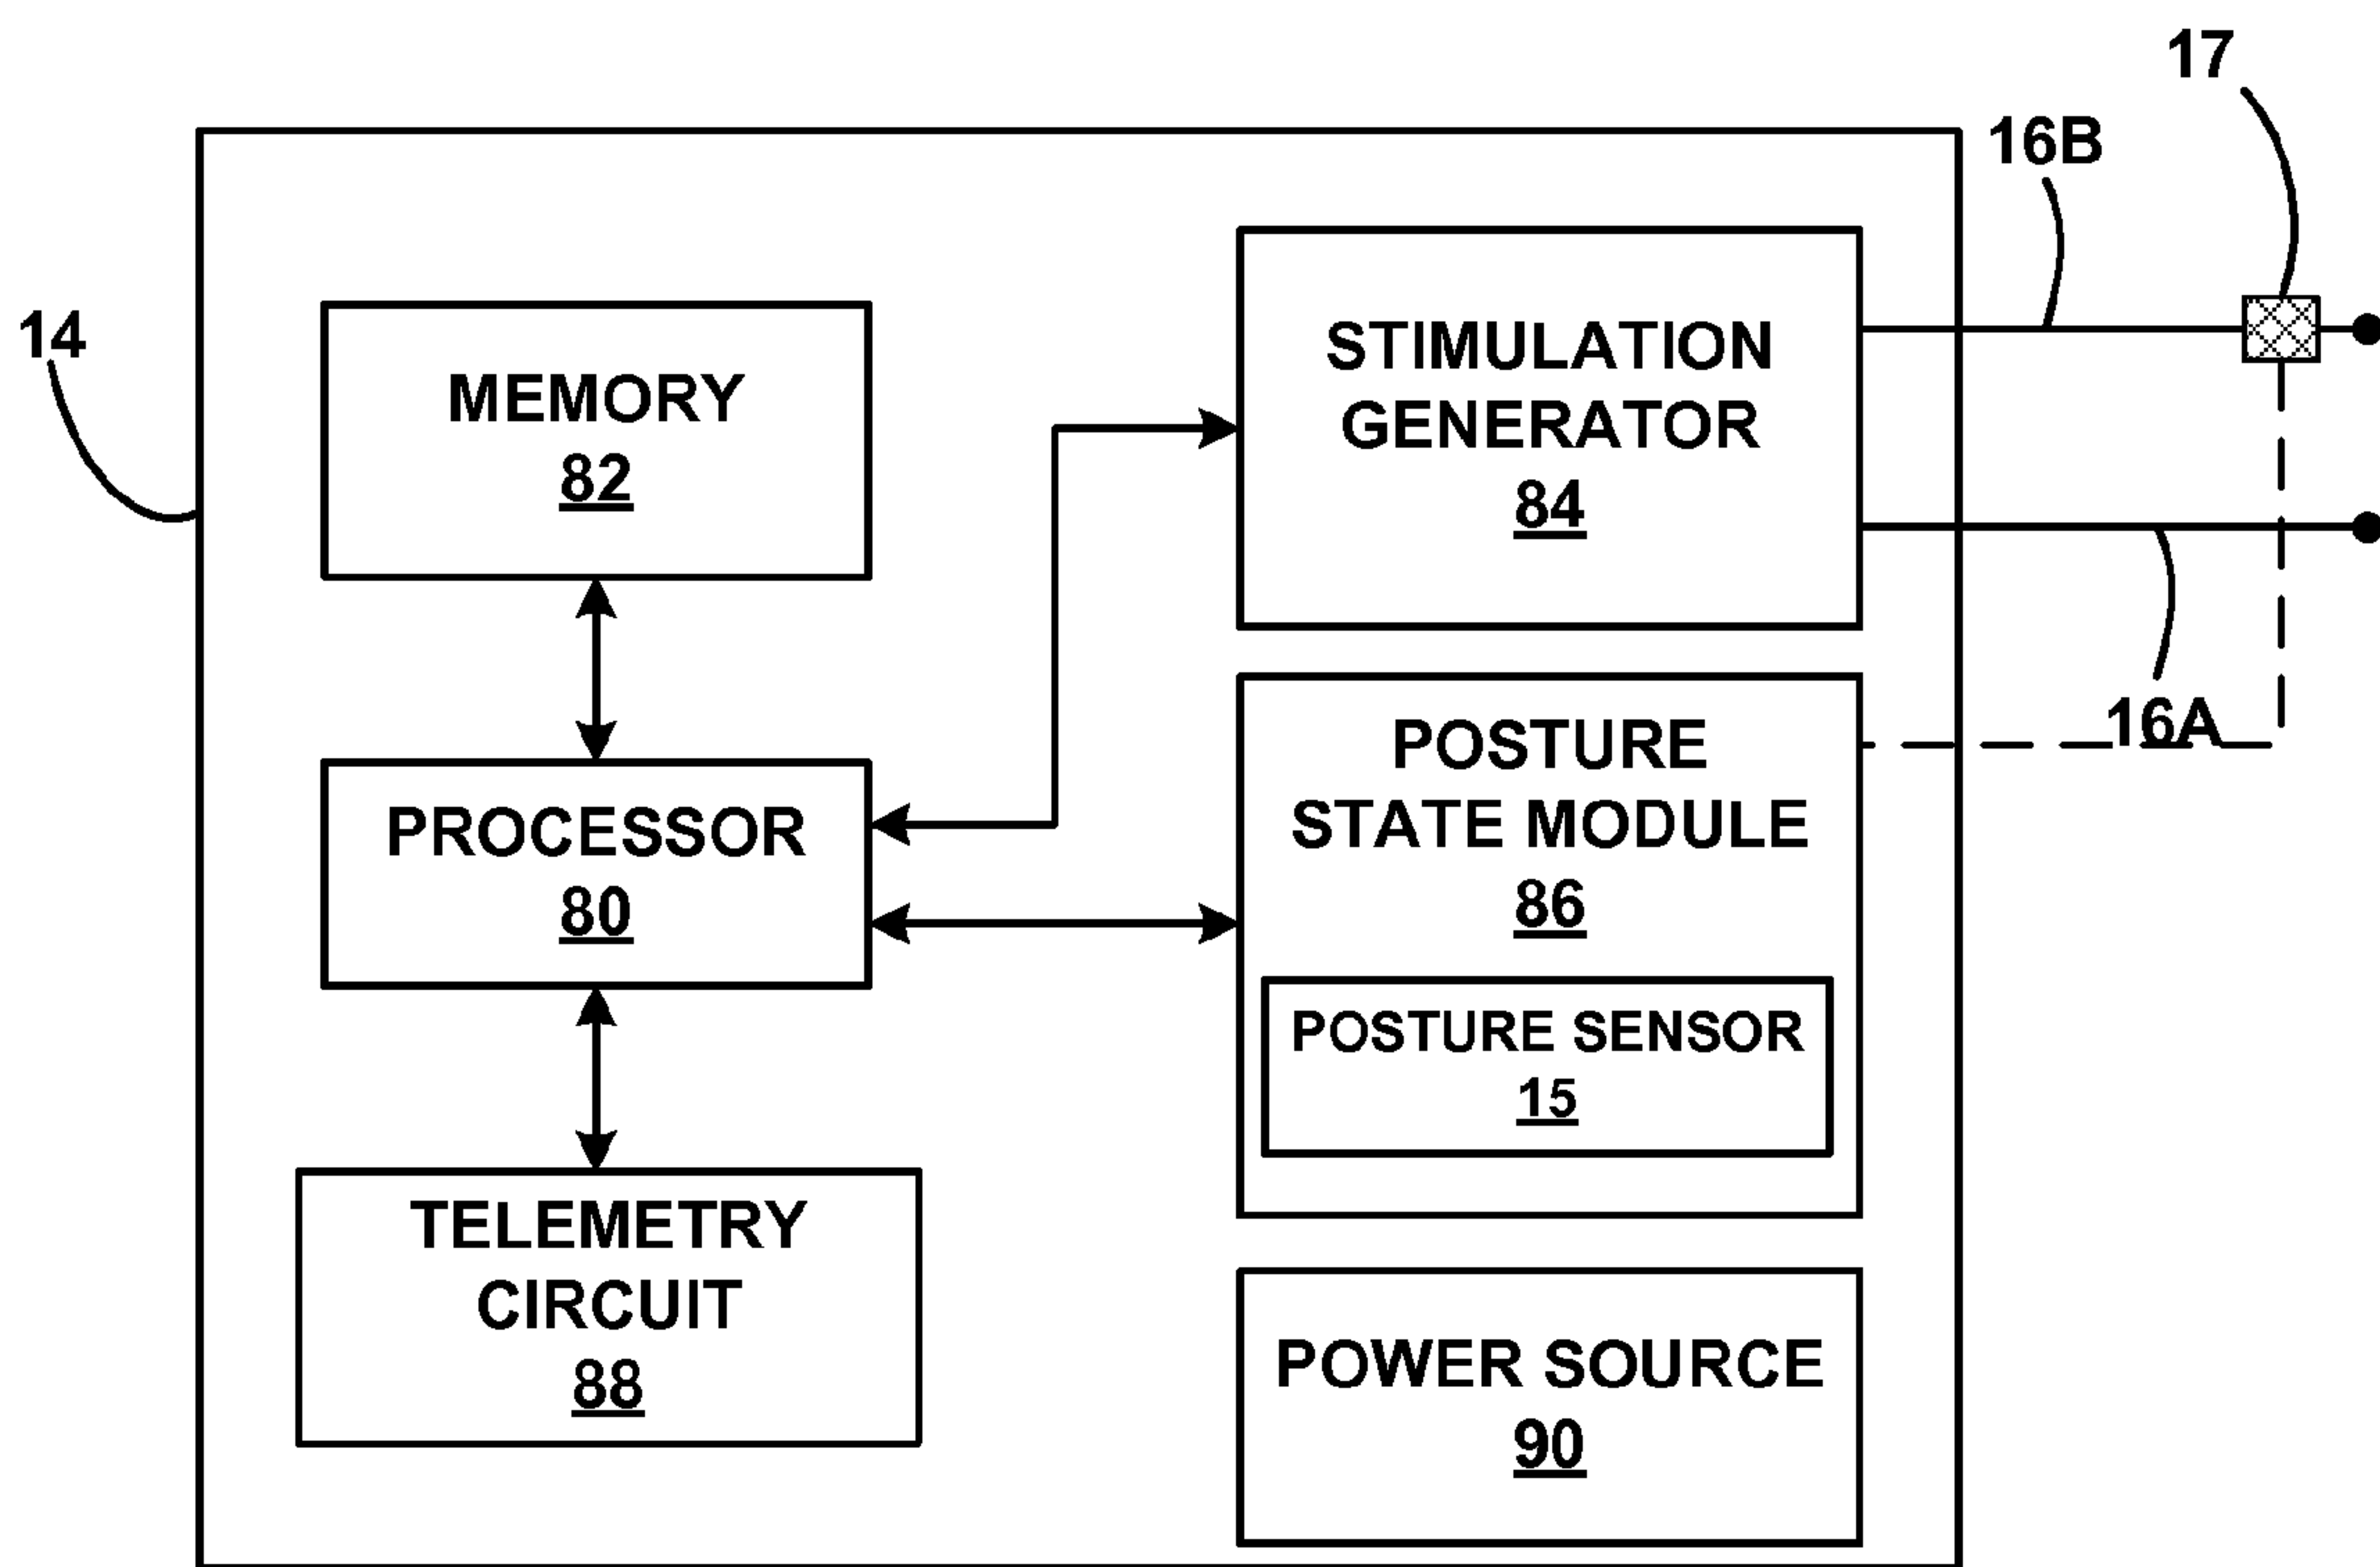 17
16B
14
MEMORY
82
STIMULATION
GENERATOR
84
16A
PROCESSOR
80
POSTURE
STATE MODULE
86
POSTURE SENSOR
15
TELEMETRY
CIRCUIT
88
POWER SOURCE
90